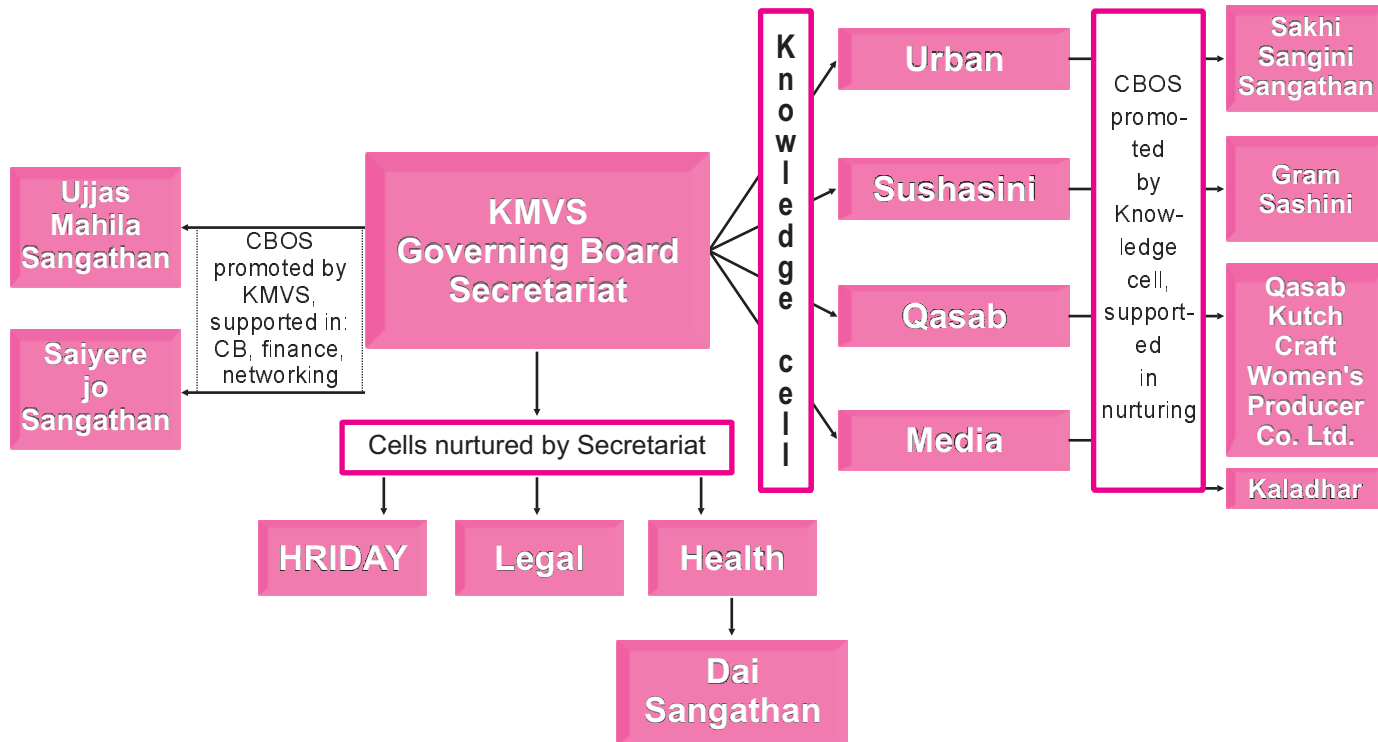 Ujjas
Mahila
Sangathan
Saiyere
jo
Sangathan
CBOS
promoted by
KMVS,
supported in:
CB, finance,
networking
KMVS
Governing Board
Secretariat
Cells nurtured by Secretariat
HRIDAY
Legal
Health
Dai
Sangathan
Knowledge cell
Urban
Sushasini
Qasab
Media
CBOS
promo-
ted
by
Know-
ledge
cell,
support-
ed
in
nurturing
Sakhi
Sangini
Sangathan
Gram
Sashini
Qasab
Kutch
Craft
Women's
Producer
Co. Ltd.
Kaladhar